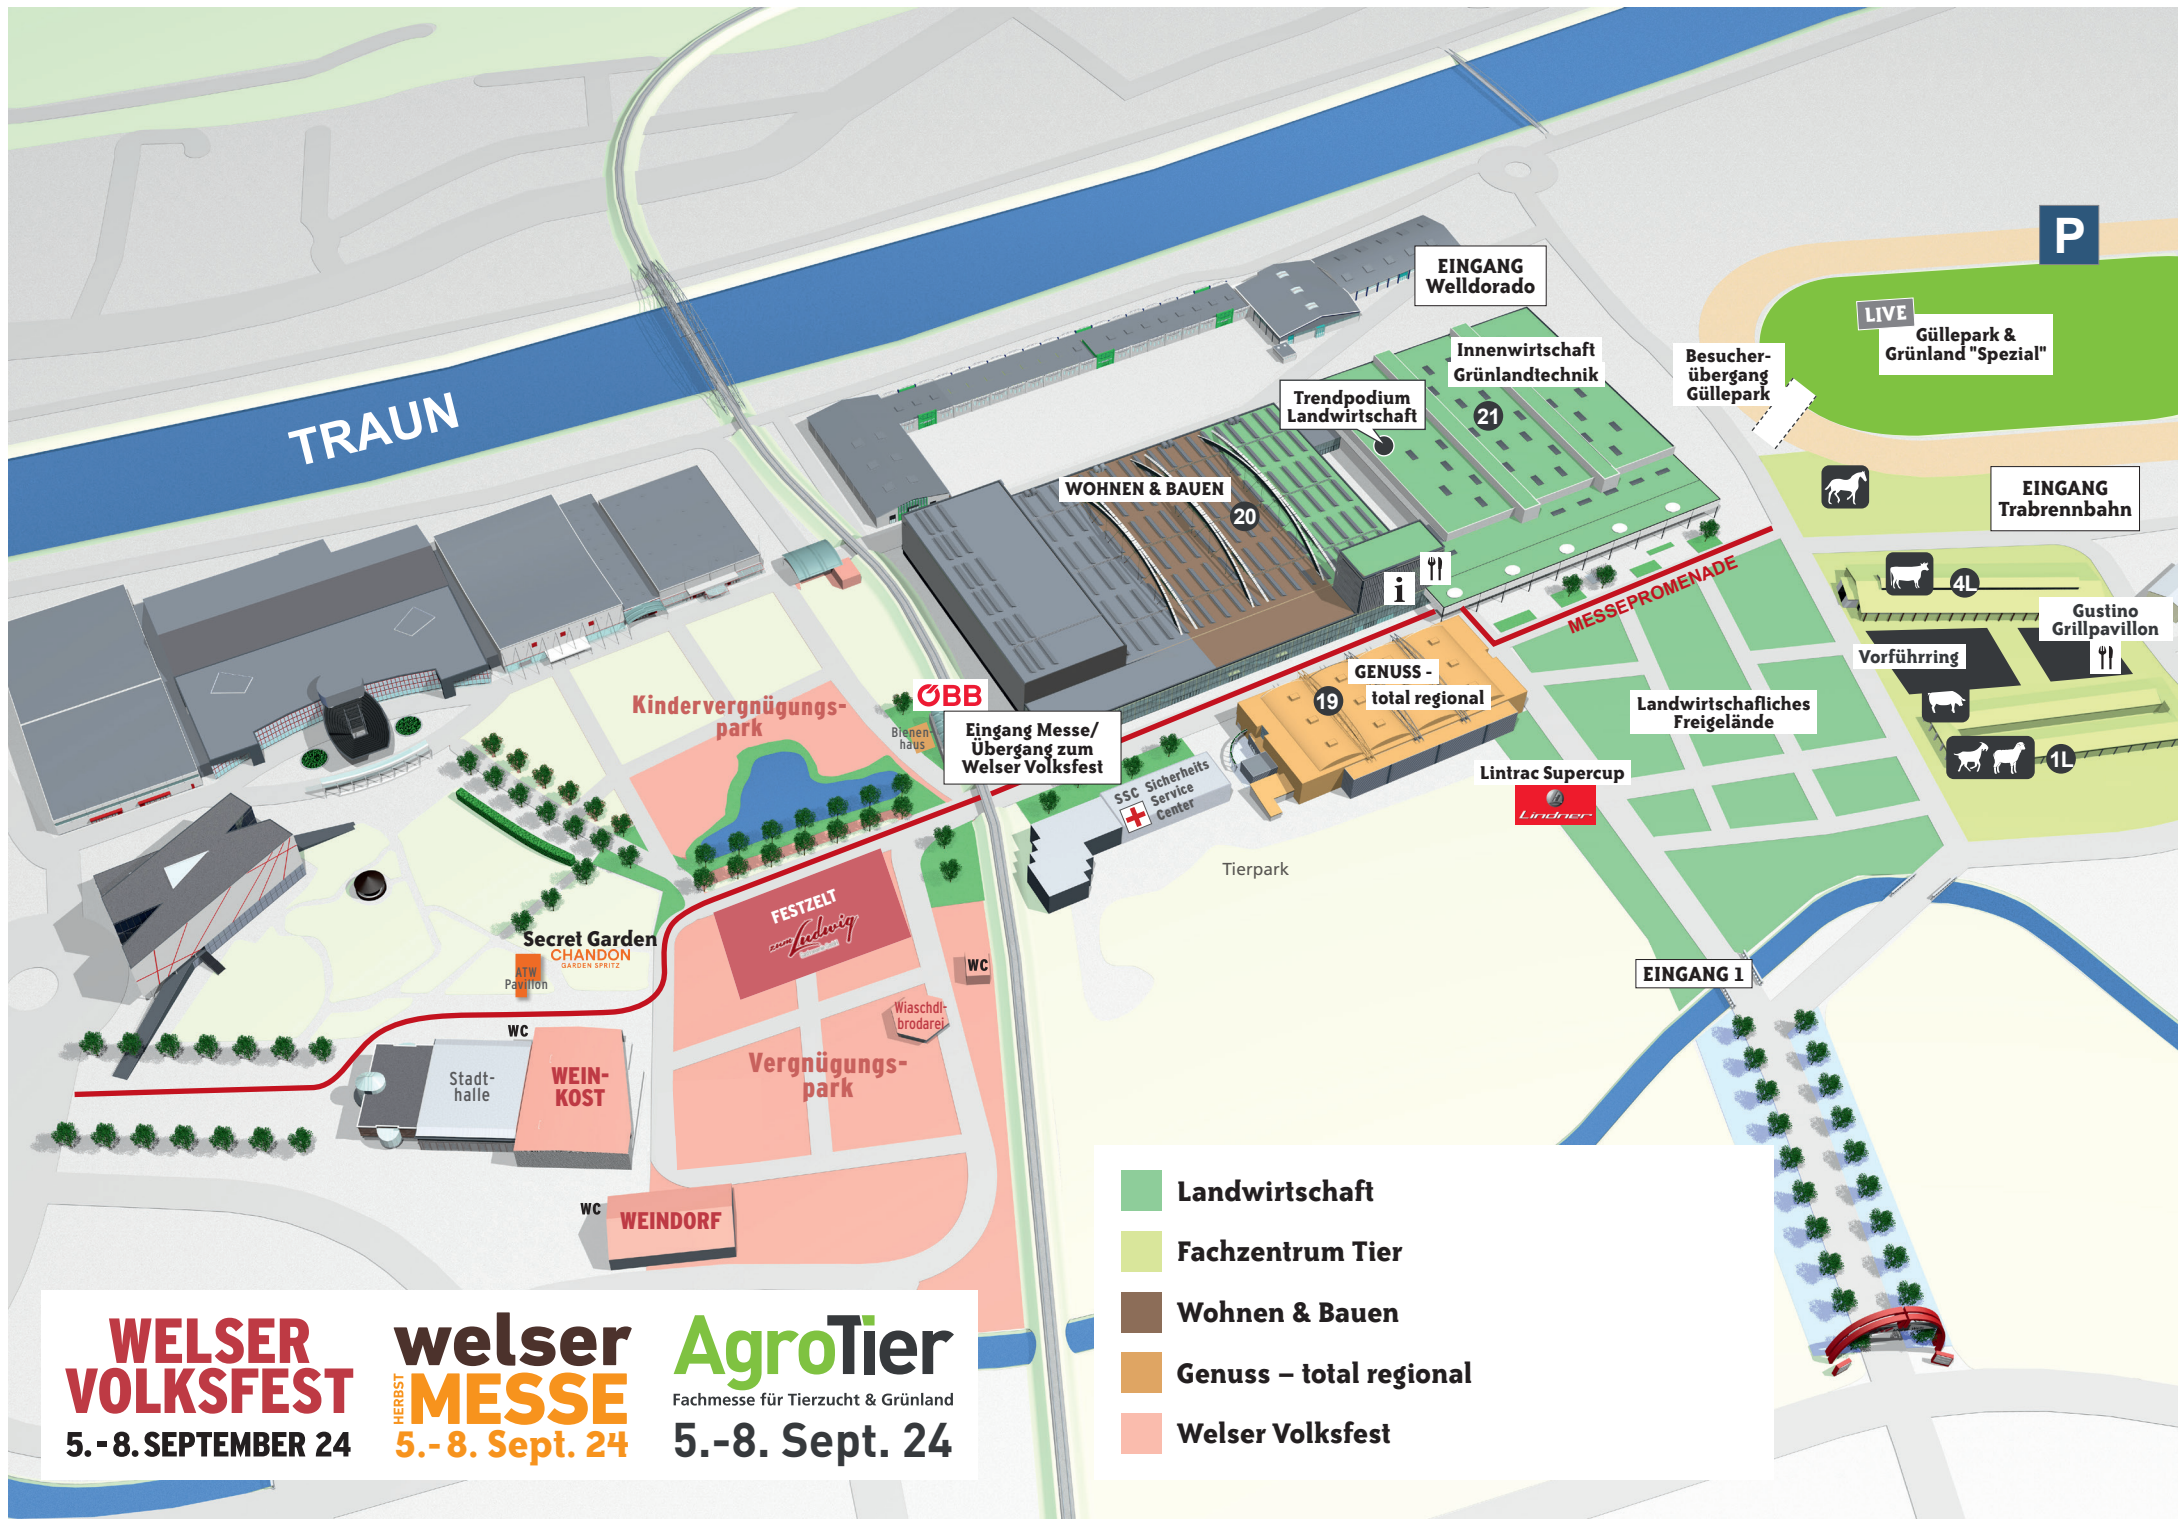 P
EINGANG
Welldorado
LIVE
Güllepark &
Grünland "Spezial"
Innenwirtschaft
Grünlandtechnik
21
Besucher-
übergang
Güllepark
Trendpodium
Landwirtschaft
TRAUN
WOHNEN & BAUEN
20
EINGANG
Trabrennbahn
i
MESSEPROMENADE
4L
Gustino
Grillpavillon
Vorführring
GENUSS -
total regional
19
Landwirtschafliches
Freigelände
1L
Kindervergnügungs-
park
ÖBB
Bienen-
haus
Eingang Messe/
Übergang zum
Welser Volksfest
SSC Sicherheits
Service
Center
Lintrac Supercup
Lindner
Tierpark
FESTZELT
zum Ludwig
Secret Garden
CHANDON
GARDEN SPRITZ
ATW
Pavillon
WC
EINGANG 1
Wiaschdl-
brodarei
WC
Stadt-
halle
WEIN-
KOST
Vergnügungs-
park
WC
WEINDORF
Landwirtschaft
Fachzentrum Tier
Wohnen & Bauen
Genuss – total regional
Welser Volksfest
WELSER
VOLKSFEST
5.-8. SEPTEMBER 24
welser
HERBST MESSE
5.-8. Sept. 24
AgroTier
Fachmesse für Tierzucht & Grünland
5.-8. Sept. 24